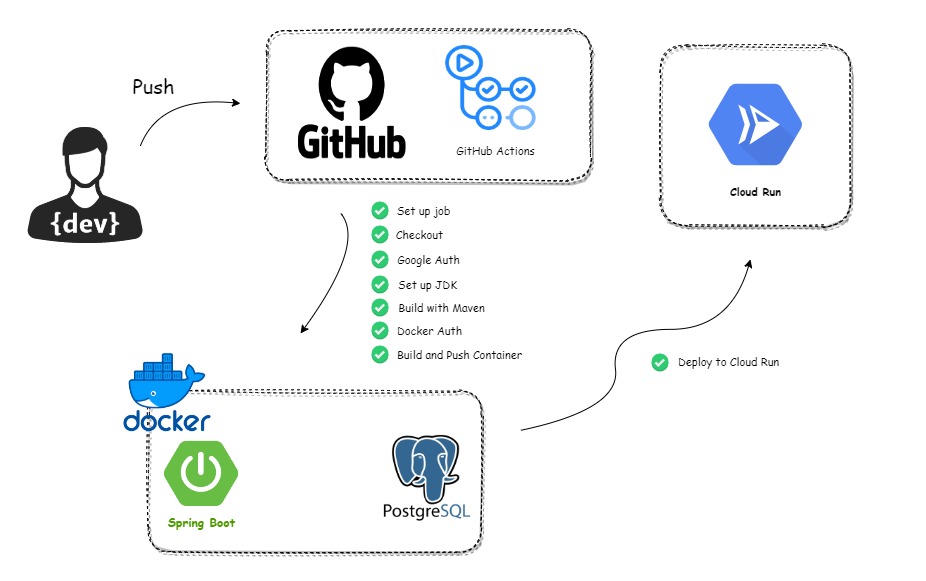 Push
{dev}
GitHub
GitHub Actions
Cloud Run
Set up job
Checkout
Google Auth
Set up JDK
Build with Maven
Docker Auth
Build and Push Container
Deploy to Cloud Run
docker
Spring Boot
PostgreSQL